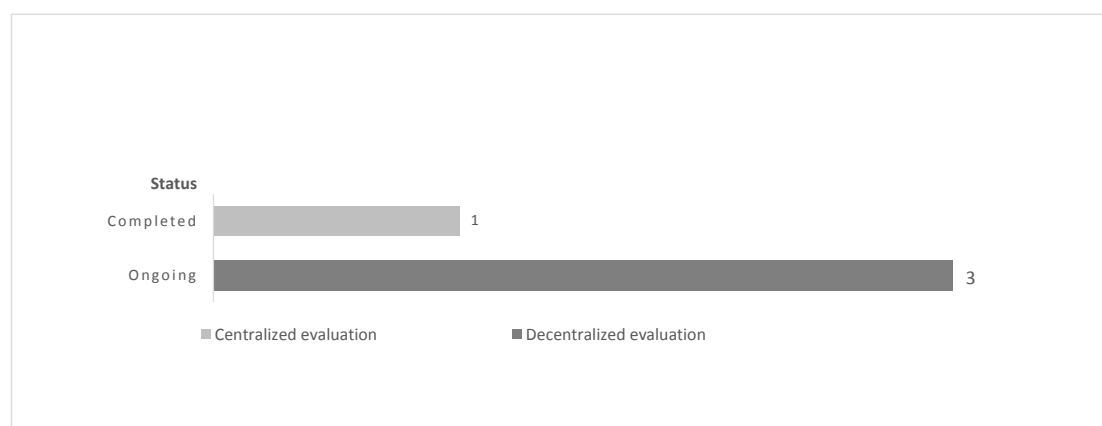 Status
Completed 1
Ongoing 3
Centralized evaluation Decentralized evaluation